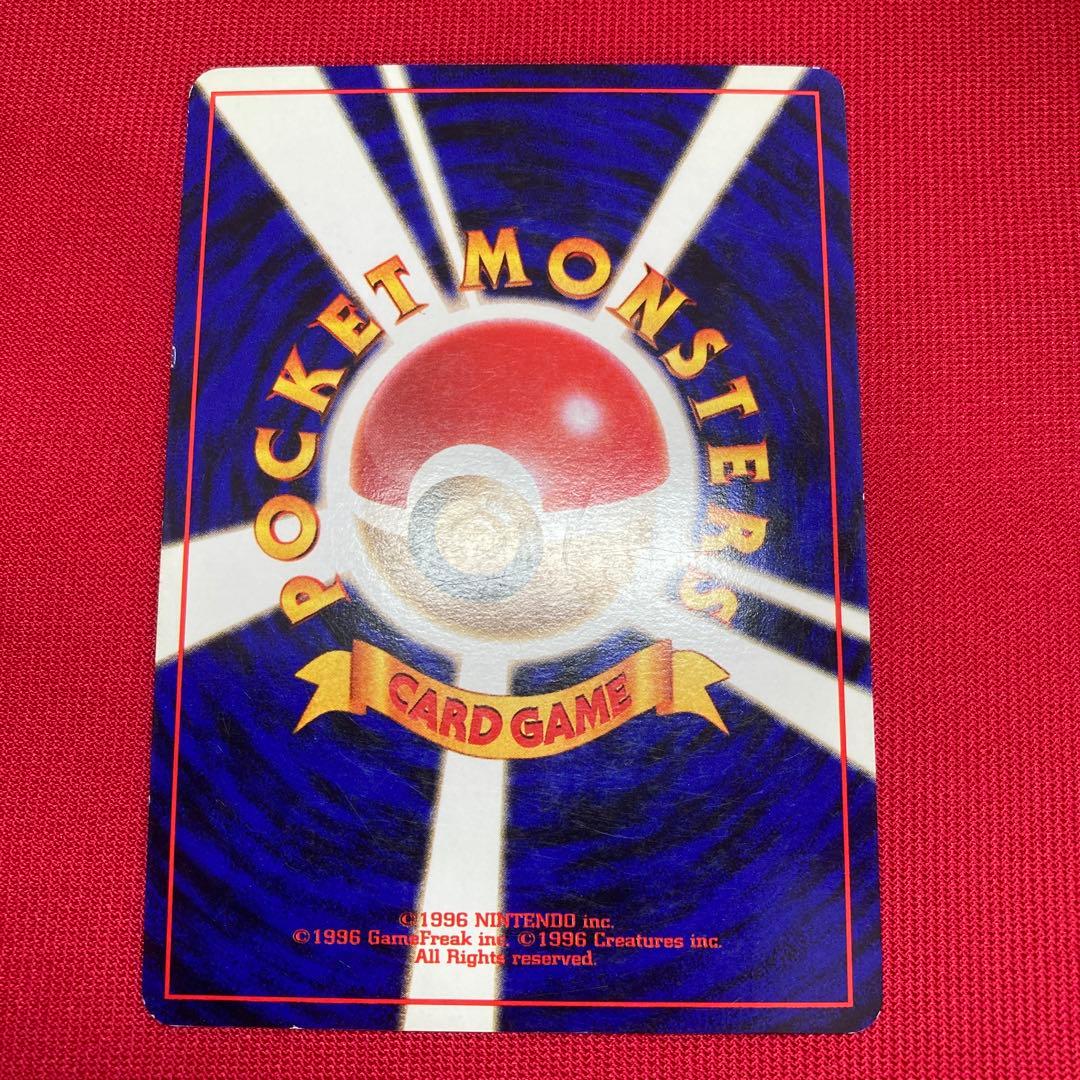 POCKET MONSTERS
CARD GAME
©1996 NINTENDO inc.
©1996 GameFreak inc. ©1996 Creatures inc.
All Rights reserved.